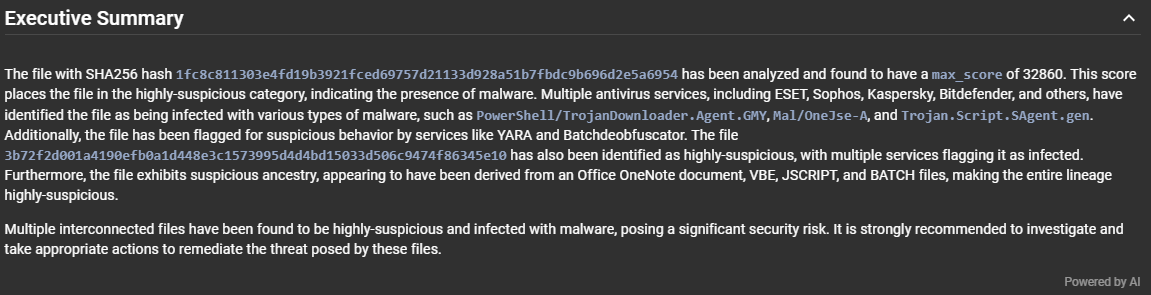 Executive Summary
The file with SHA256 hash 1fc8c811303e4fd19b3921fced69757d21133d928a51b7fbdc9b696d2e5a6954 has been analyzed and found to have a max_score of 32860. This score
places the file in the highly-suspicious category, indicating the presence of malware. Multiple antivirus services, including ESET, Sophos, Kaspersky, Bitdefender, and others, have
identified the file as being infected with various types of malware, such as PowerShell/TrojanDownloader.Agent.GMY, Mal/OneJse-A, and Trojan.Script.SAgent.gen.
Additionally, the file has been flagged for suspicious behavior by services like YARA and Batchdeobfuscator. The file
3b72f2d001a4190efb0a1d448e3c1573995d4d4bd15033d506c9474f86345e10 has also been identified as highly-suspicious, with multiple services flagging it as infected.
Furthermore, the file exhibits suspicious ancestry, appearing to have been derived from an Office OneNote document, VBE, JSCRIPT, and BATCH files, making the entire lineage
highly-suspicious.
Multiple interconnected files have been found to be highly-suspicious and infected with malware, posing a significant security risk. It is strongly recommended to investigate and
take appropriate actions to remediate the threat posed by these files.
Powered by AI